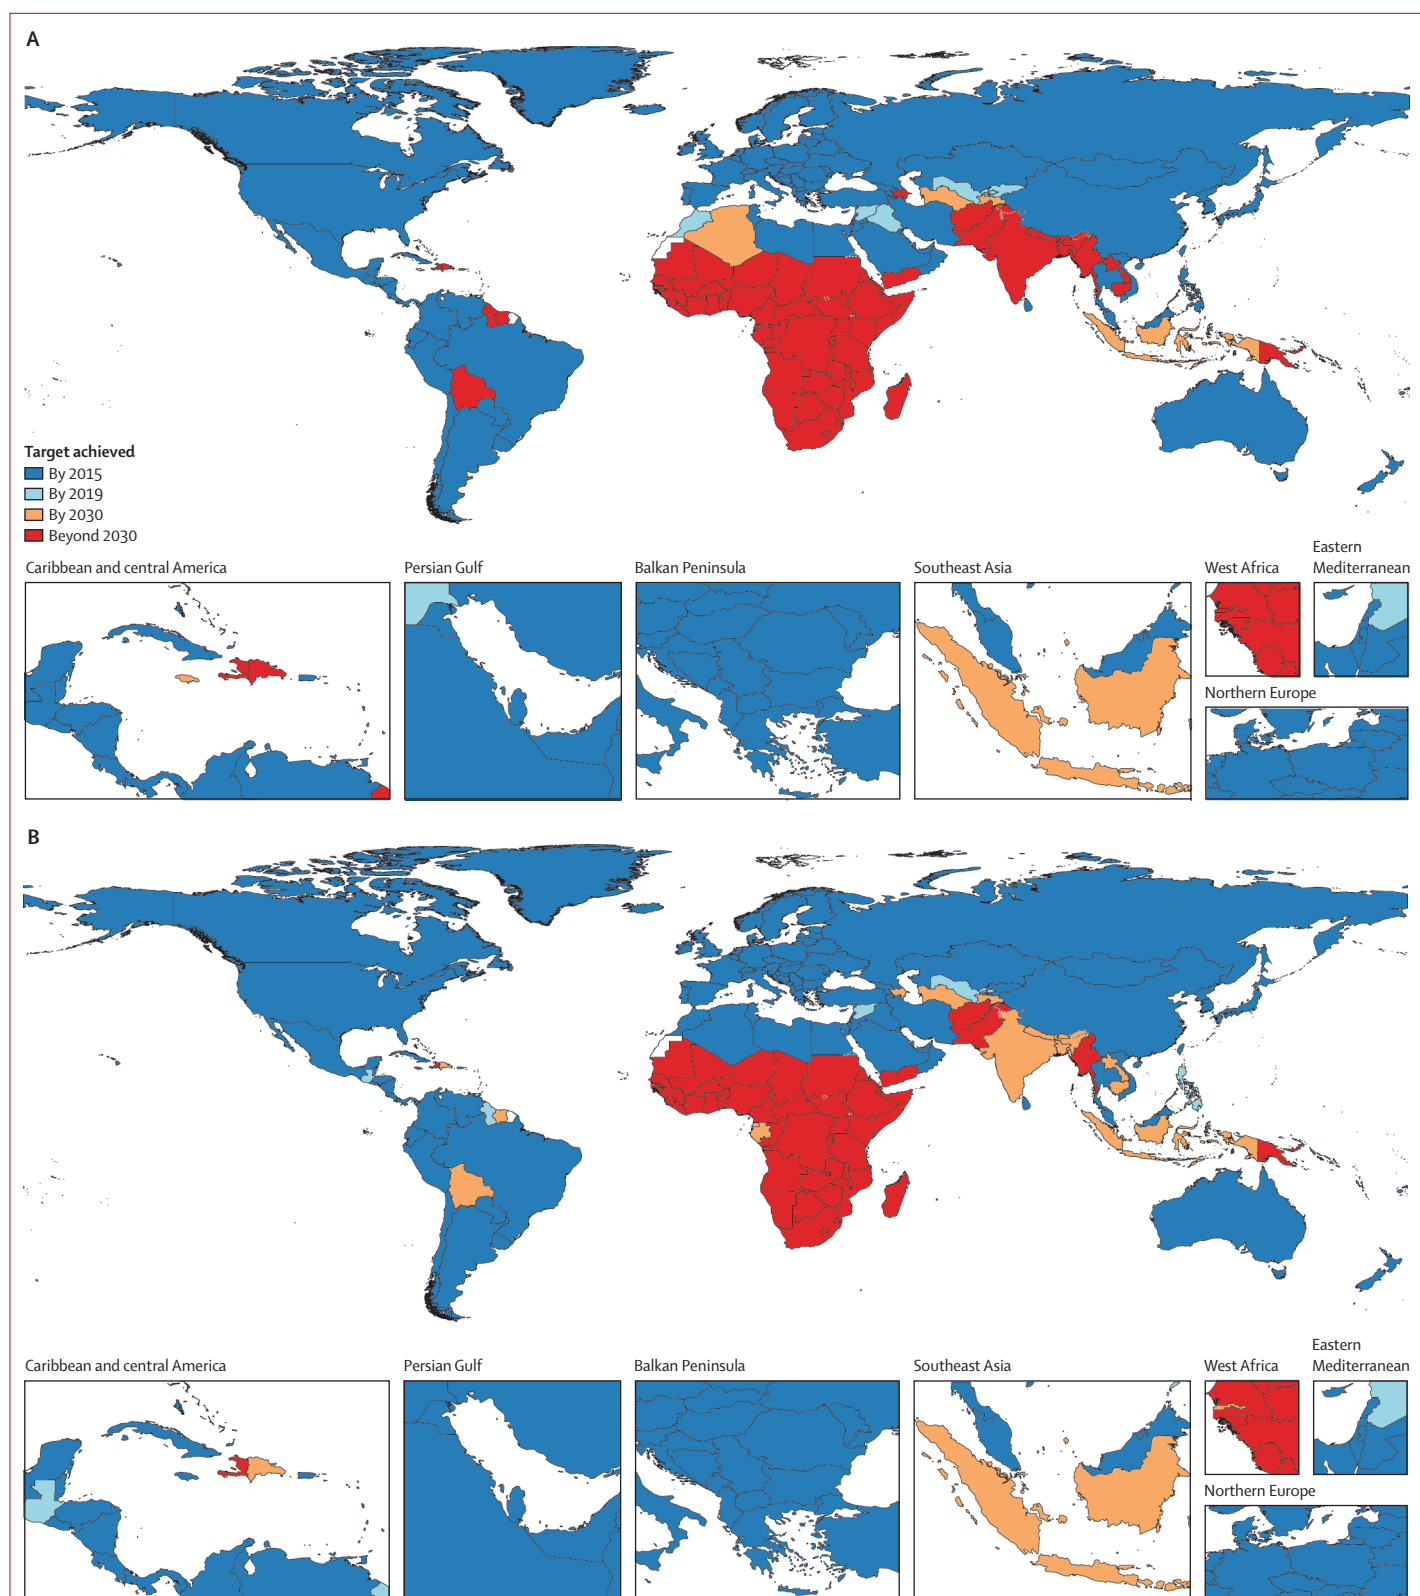 A
Target achieved
By 2015
By 2019
By 2030
Beyond 2030
Caribbean and central America
Persian Gulf
Balkan Peninsula
Southeast Asia
West Africa
Eastern
Mediterranean
Northern Europe
B
Caribbean and central America
Persian Gulf
Balkan Peninsula
Southeast Asia
West Africa
Eastern
Mediterranean
Northern Europe